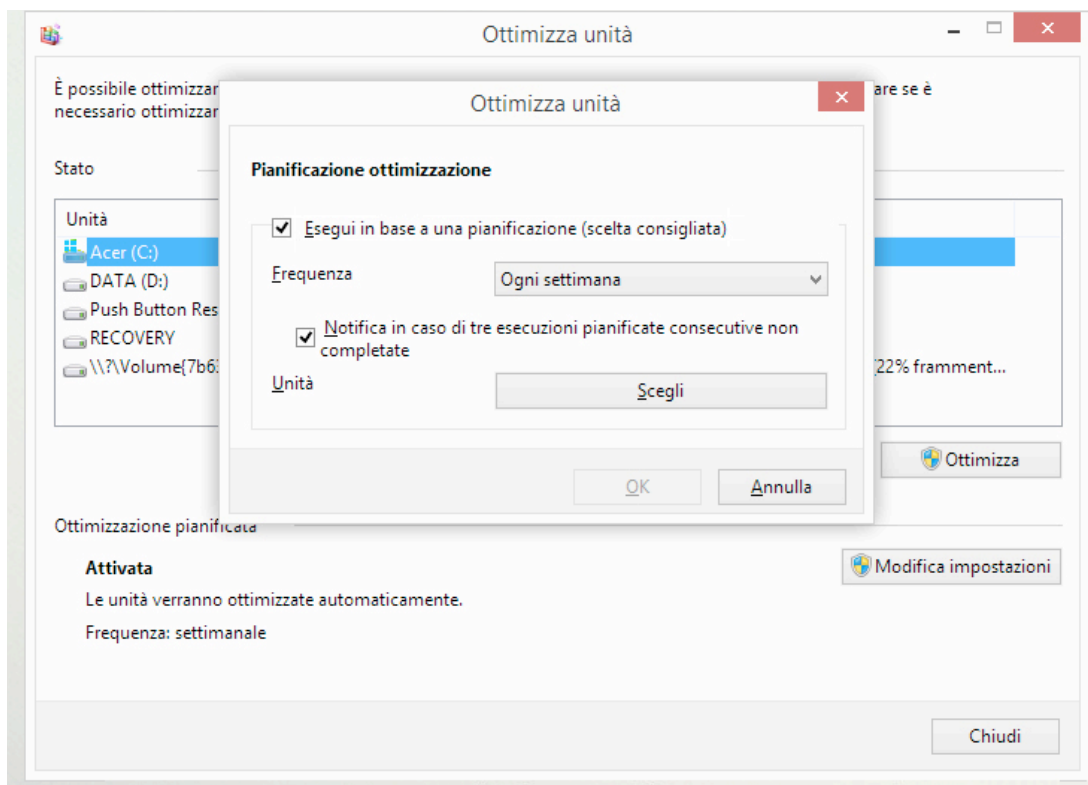 Ottimizza unità
È possibile ottimizzar
are se è
necessario ottimizzar
Stato
Unità
Acer (C:)
DATA (D:)
Push Button Res
RECOVERY
\\?\Volume{7b6
22% framment...
Ottimizza
Ottimizzazione pianificata
Attivata
Modifica impostazioni
Le unità verranno ottimizzate automaticamente.
Frequenza: settimanale
Chiudi
Ottimizza unità
Pianificazione ottimizzazione
Esegui in base a una pianificazione (scelta consigliata)
Frequenza
Ogni settimana
Notifica in caso di tre esecuzioni pianificate consecutive non
completate
Unità
Scegli
OK
Annulla